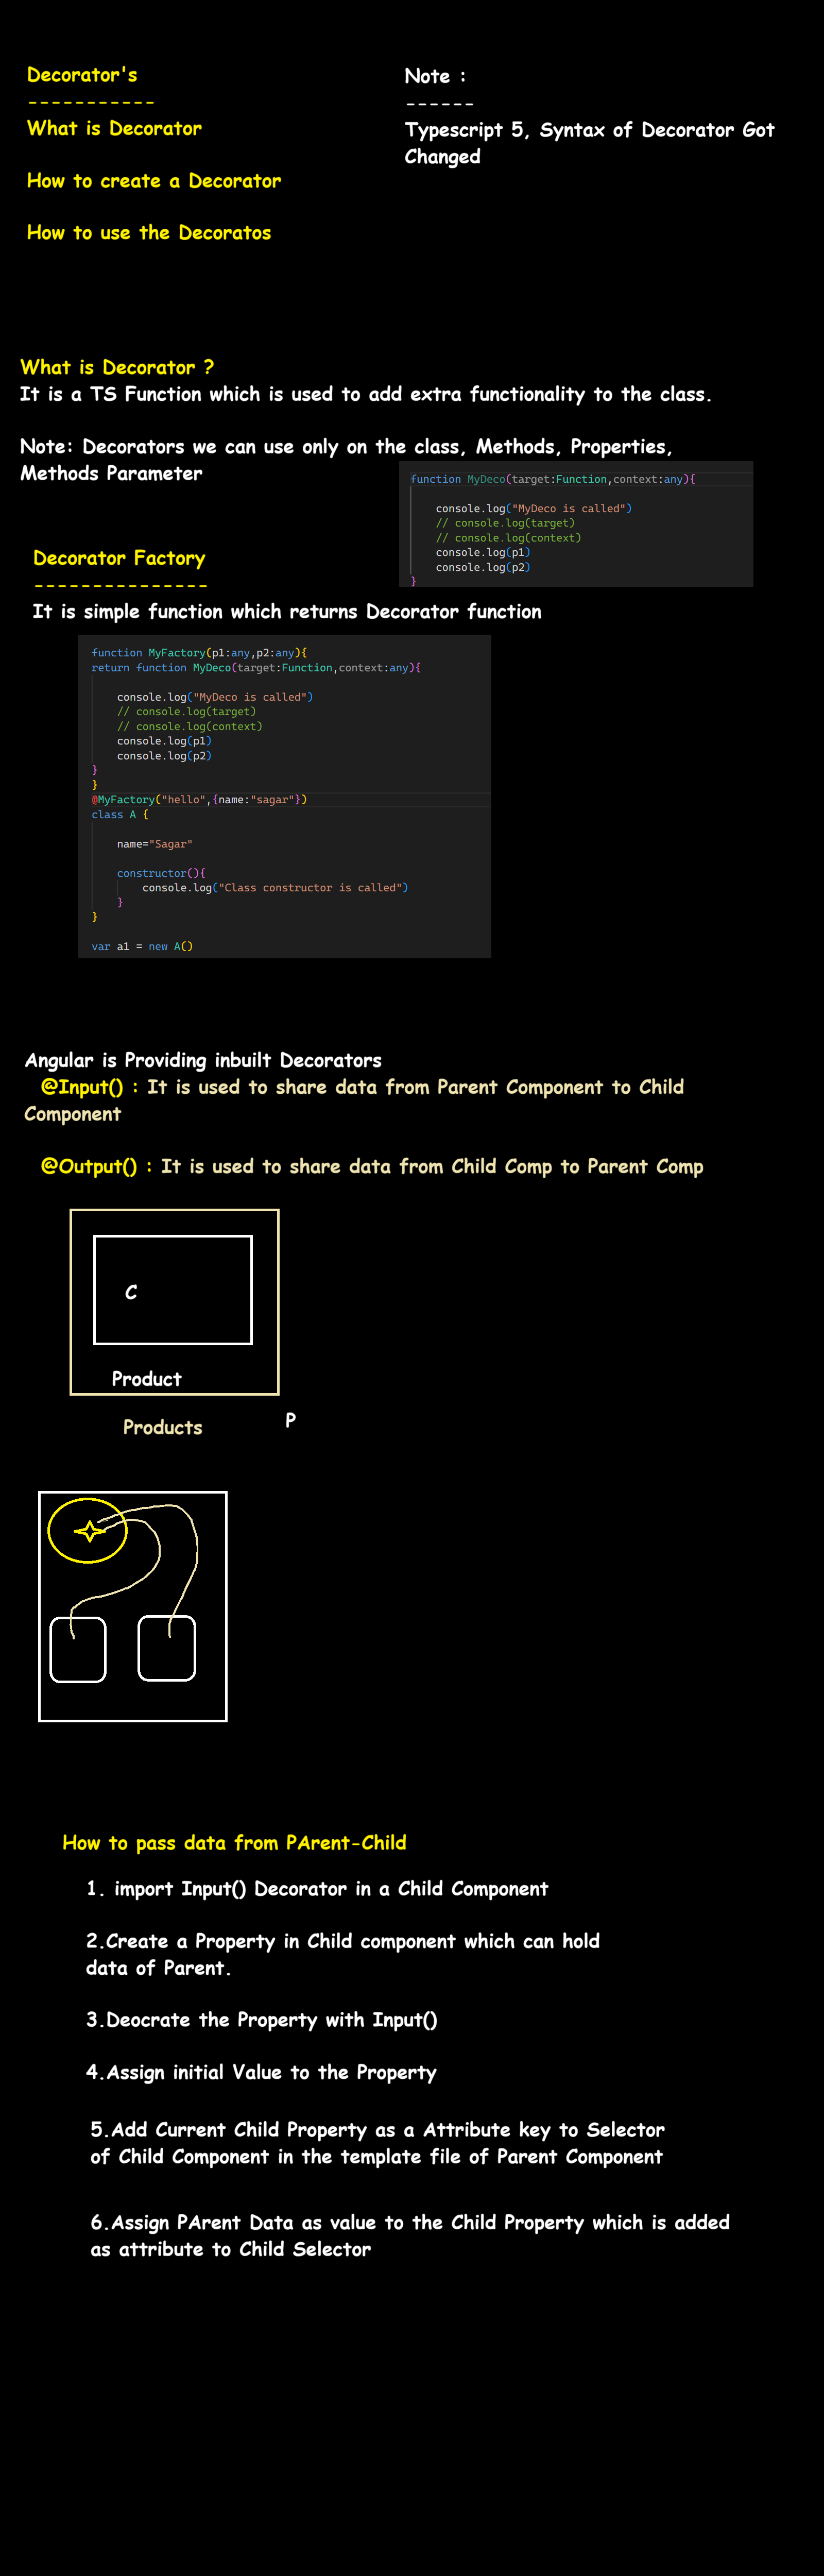 Decorator's
-----------
What is Decorator
How to create a Decorator
How to use the Decoratos
Note :
------
Typescript 5, Syntax of Decorator Got
Changed
What is Decorator ?
It is a TS Function which is used to add extra functionality to the class.
Note: Decorators we can use only on the class, Methods, Properties,
Methods Parameter
function MyDeco(target:Function,context:any){
console.log("MyDeco is called")
// console.log(target)
// console.log(context)
console.log(p1)
console.log(p2)
}
Decorator Factory
---------------
It is simple function which returns Decorator function
function MyFactory(p1:any,p2:any){
return function MyDeco(target:Function,context:any){
console.log("MyDeco is called")
// console.log(target)
// console.log(context)
console.log(p1)
console.log(p2)
}
}
@MyFactory("hello",{name:"sagar"})
class A {
name="Sagar"
constructor(){
console.log("Class constructor is called")
}
}
var a1 = new A()
Angular is Providing inbuilt Decorators
@Input() : It is used to share data from Parent Component to Child
Component
@Output() : It is used to share data from Child Comp to Parent Comp
C
Product
Products
P
How to pass data from PArent-Child
1. import Input() Decorator in a Child Component
2.Create a Property in Child component which can hold
data of Parent.
3.Deocrate the Property with Input()
4.Assign initial Value to the Property
5.Add Current Child Property as a Attribute key to Selector
of Child Component in the template file of Parent Component
6.Assign PArent Data as value to the Child Property which is added
as attribute to Child Selector